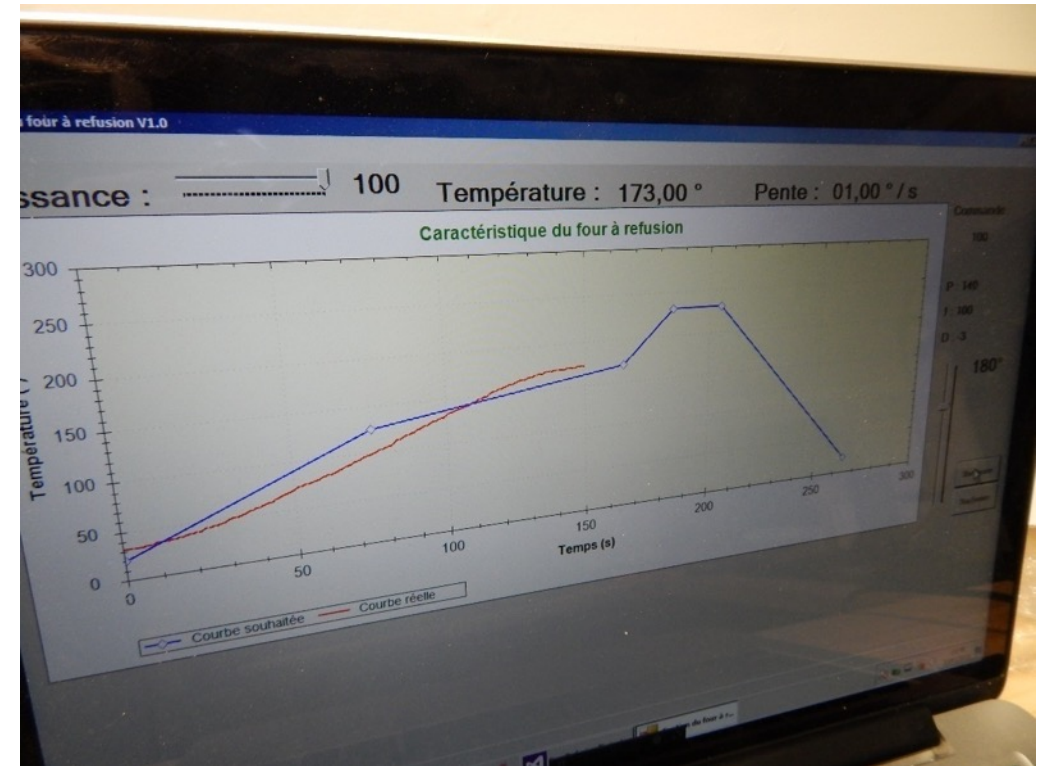 four à refusion V1.0
ssance : 100 Température : 173,00 ° Pente : 01,00 ° / s
Commande
100
Caractéristique du four à refusion
P : 140
I : 100
D : -3
180°
300
250
200
150
100
50
0
Température (
0 50 100 150 200 250 300
Temps (s)
Courbe souhaitée Courbe réelle
du four à r...